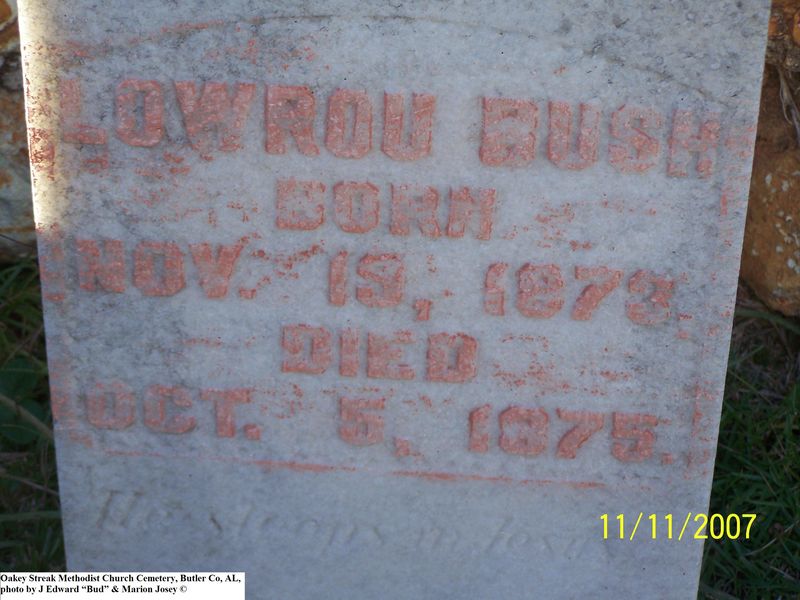 LOWROU BUSH
BORN
NOV. 19, 1873.
DIED
OCT. 5, 1875.
He sleeps in Jesus
11/11/2007
Oakey Streak Methodist Church Cemetery, Butler Co, AL,
photo by J Edward “Bud” & Marion Josey ©